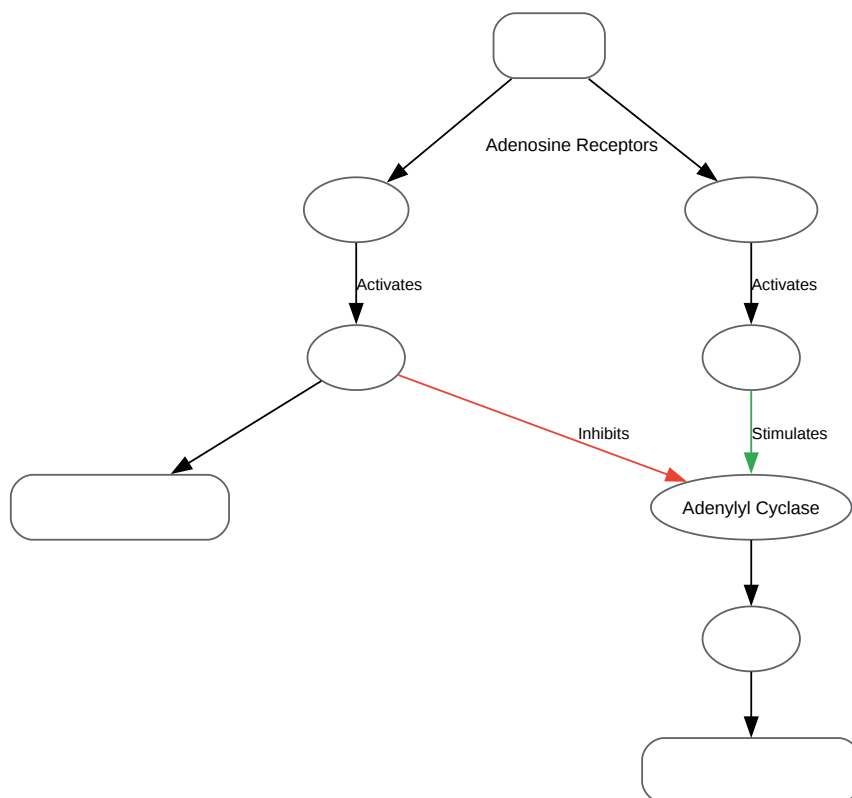 Adenosine Receptors
Activates
Activates
Inhibits
Stimulates
Adenylyl Cyclase